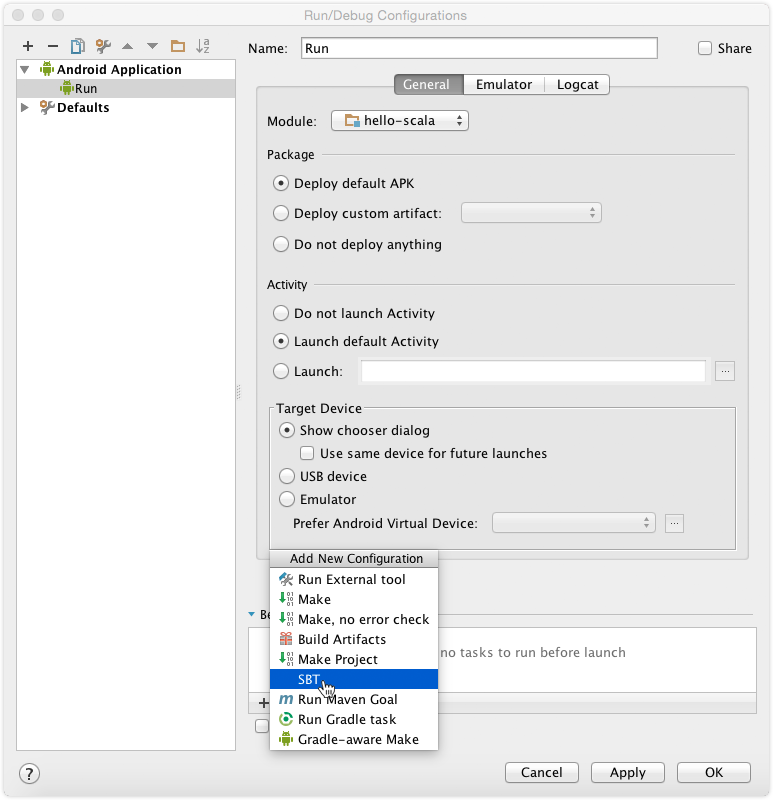 Run/Debug Configurations
Name: Run Share
Android Application
Run
Defaults
General Emulator Logcat
Module: hello-scala
Package
Deploy default APK
Deploy custom artifact:
Do not deploy anything
Activity
Do not launch Activity
Launch default Activity
Launch: ...
Target Device
Show chooser dialog
Use same device for future launches
USB device
Emulator
Prefer Android Virtual Device: ...
Add New Configuration
Run External tool
Make
Make, no error check
Build Artifacts
Make Project
SBT
Run Maven Goal
Run Gradle task
Gradle-aware Make
no tasks to run before launch
? Cancel Apply OK